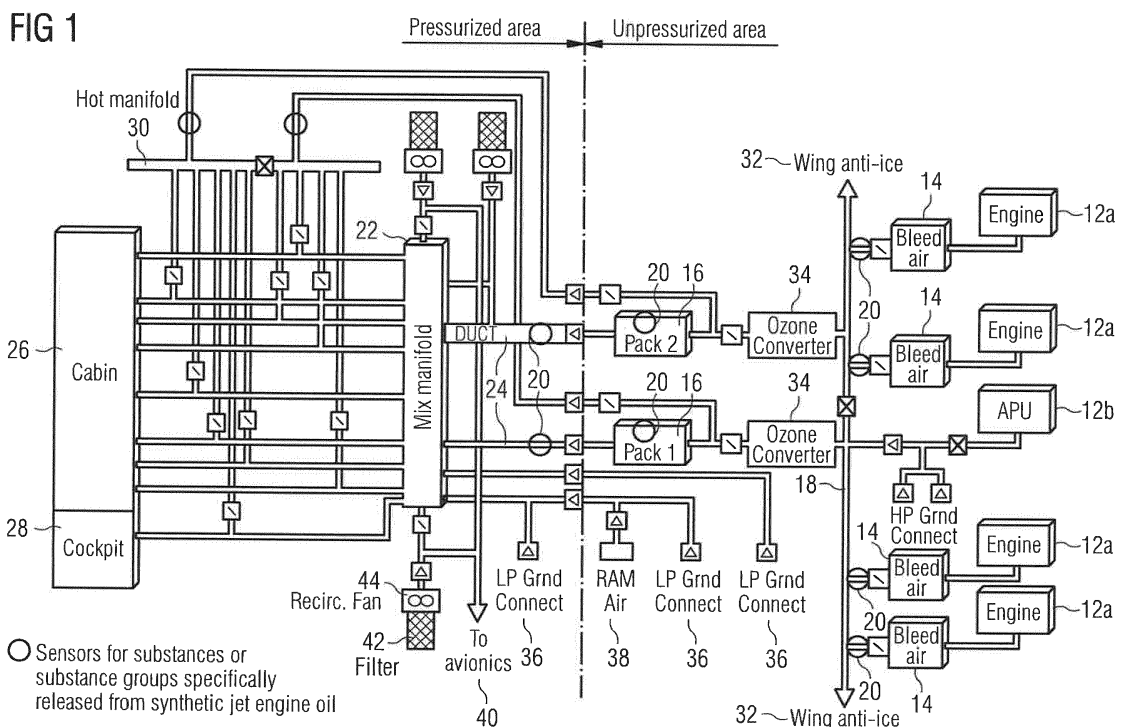 FIG 1
Pressurized area
Unpressurized area
Hot manifold
30
32
Wing anti-ice
14
Engine
12a
Bleed
air
20
22
20
16
34
14
Engine
12a
Bleed
air
20
26
Cabin
Mix manifold
DUCT
Pack 2
Ozone
Converter
24
20
20
16
34
APU
12b
Pack 1
Ozone
Converter
18
HP Grnd
Connect
28
Cockpit
14
Engine
12a
Bleed
air
20
44
Recirc. Fan
LP Grnd
Connect
36
RAM
Air
38
LP Grnd
Connect
36
LP Grnd
Connect
36
Engine
12a
Bleed
air
20
14
42
Filter
To
avionics
40
Sensors for substances or
substance groups specifically
released from synthetic jet engine oil
32
Wing anti-ice